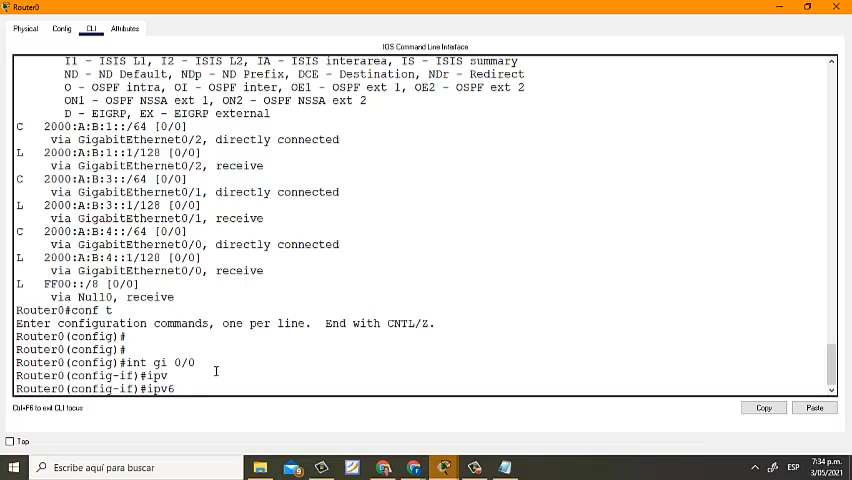 Router0
Physical Config CLI Attributes
IOS Command Line Interface
I1 - ISIS L1, I2 - ISIS L2, IA - ISIS interarea, IS - ISIS summary
ND - ND Default, NDp - ND Prefix, DCE - Destination, NDr - Redirect
O - OSPF intra, OI - OSPF inter, OE1 - OSPF ext 1, OE2 - OSPF ext 2
ON1 - OSPF NSSA ext 1, ON2 - OSPF NSSA ext 2
D - EIGRP, EX - EIGRP external
C 2000:A:B:1::/64 [0/0]
via GigabitEthernet0/2, directly connected
L 2000:A:B:1::1/128 [0/0]
via GigabitEthernet0/2, receive
C 2000:A:B:3::/64 [0/0]
via GigabitEthernet0/1, directly connected
L 2000:A:B:3::1/128 [0/0]
via GigabitEthernet0/1, receive
C 2000:A:B:4::/64 [0/0]
via GigabitEthernet0/0, directly connected
L 2000:A:B:4::1/128 [0/0]
via GigabitEthernet0/0, receive
L FF00::/8 [0/0]
via Null0, receive
Router0#conf t
Enter configuration commands, one per line. End with CNTL/Z.
Router0(config)#
Router0(config)#
Router0(config)#int gi 0/0
Router0(config-if)#ipv
Router0(config-if)#ipv6
Ctrl+F6 to exit CLI focus
Copy Paste
Top
Escribe aquí para buscar
9
ESP
7:34 p.m.
3/05/2021